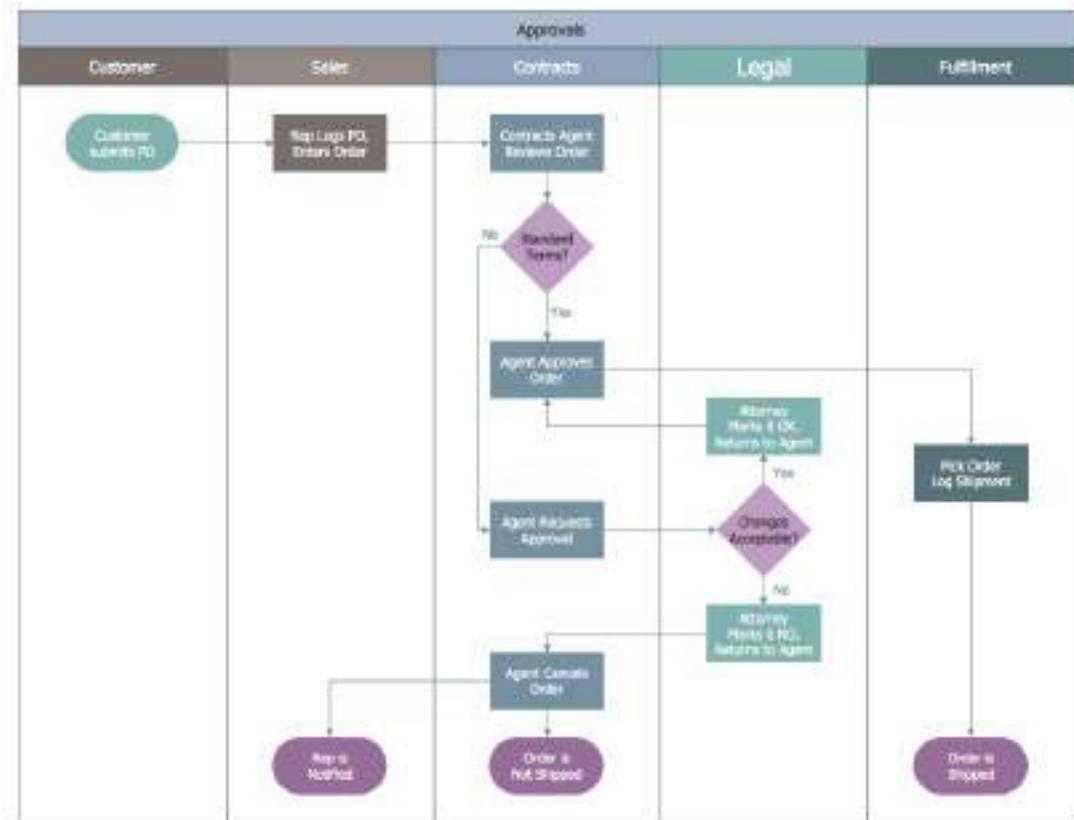 Approvals
Customer
Sales
Contracts
Legal
Fulfillment
Customer
submits PO
Rep Logs PO,
Enters Order
Contracts Agent
Reviews Order
No
Standard
Terms?
Yes
Agent Approves
Order
Attorney
Marks it OK,
Returns to Agent
Pick Order
Log Shipment
Yes
Agent Requests
Approval
Changes
Acceptable?
No
Attorney
Marks it NO,
Returns to Agent
Agent Cancels
Order
Rep is
Notified
Order is
Not Shipped
Order is
Shipped